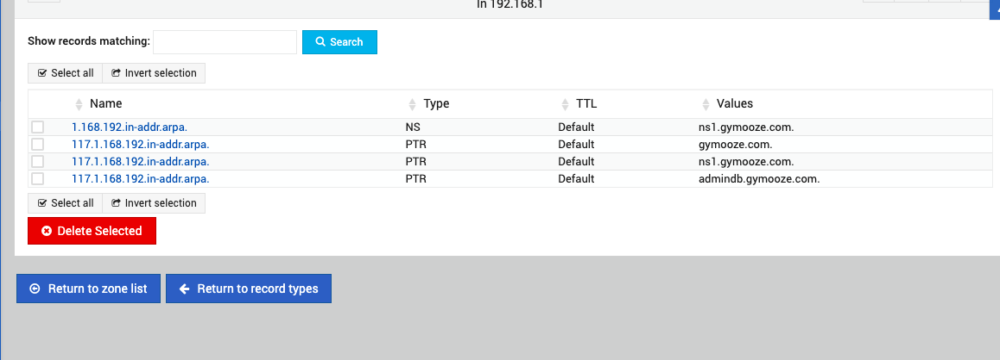 In 192.168.1
Show records matching: Search
Select all Invert selection
Name Type TTL Values
1.168.192.in-addr.arpa. NS Default ns1.gymooze.com.
117.1.168.192.in-addr.arpa. PTR Default gymooze.com.
117.1.168.192.in-addr.arpa. PTR Default ns1.gymooze.com.
117.1.168.192.in-addr.arpa. PTR Default admindb.gymooze.com.
Select all Invert selection
Delete Selected
Return to zone list Return to record types